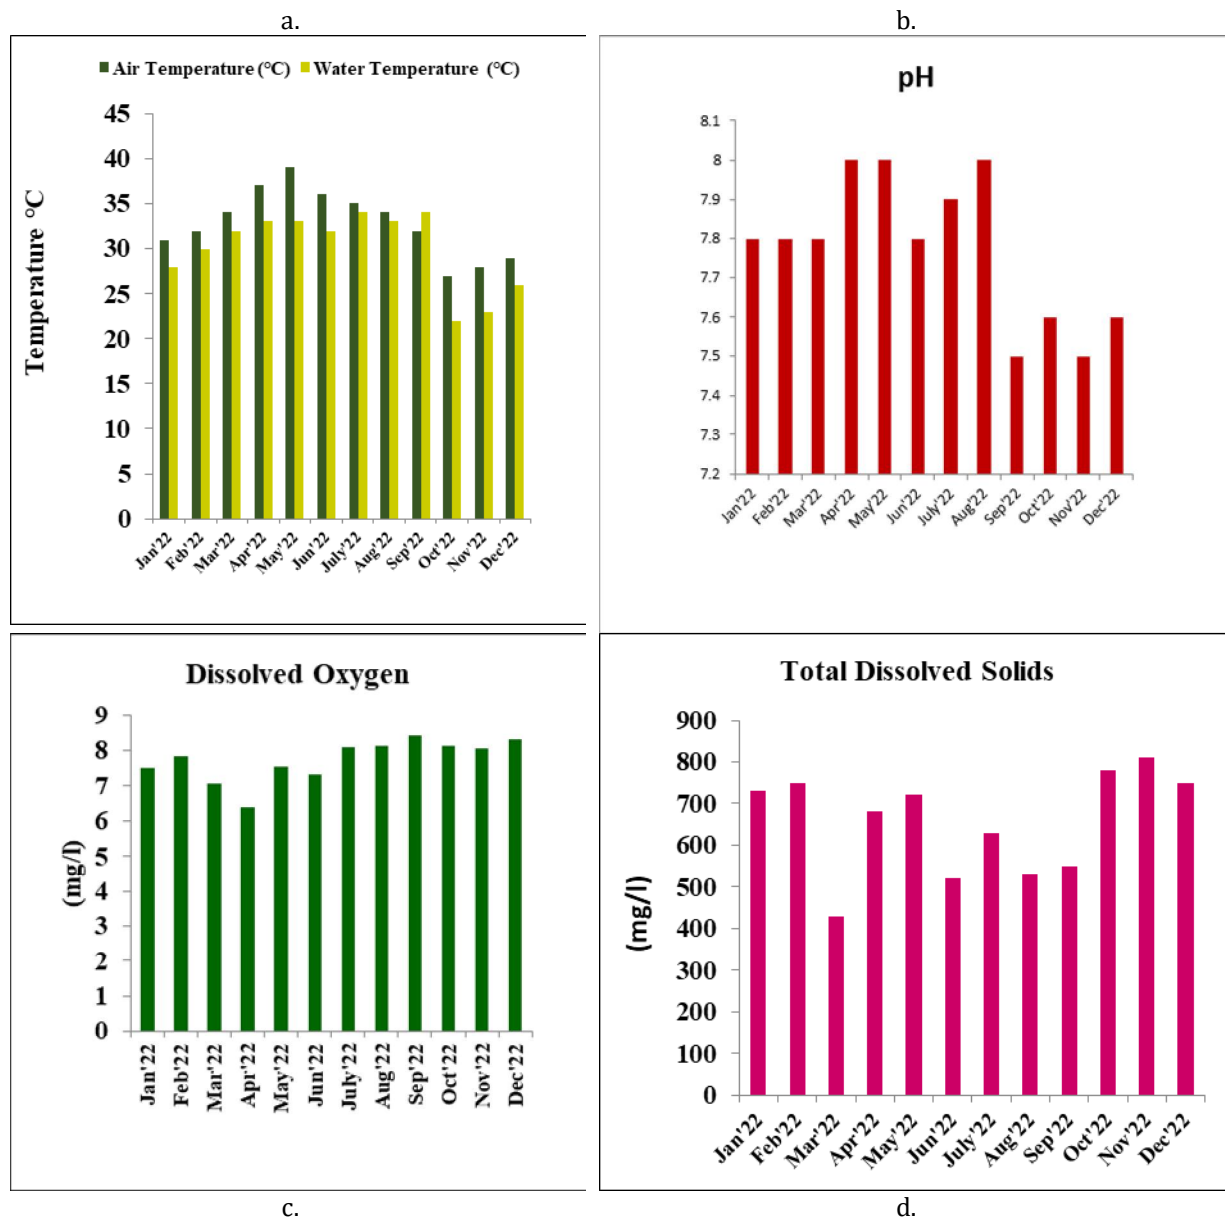 a.
b.
Air Temperature (°C) Water Temperature (°C)
Temperature °C
45
40
35
30
25
20
15
10
5
0
Jan'22 Feb'22 Mar'22 Apr'22 May'22 Jun'22 July'22 Aug'22 Sep'22 Oct'22 Nov'22 Dec'22
pH
8.1
8
7.9
7.8
7.7
7.6
7.5
7.4
7.3
7.2
Jan'22 Feb'22 Mar'22 Apr'22 May'22 Jun'22 July'22 Aug'22 Sep'22 Oct'22 Nov'22 Dec'22
Dissolved Oxygen
(mg/l)
9
8
7
6
5
4
3
2
1
0
Jan'22 Feb'22 Mar'22 Apr'22 May'22 Jun'22 July'22 Aug'22 Sep'22 Oct'22 Nov'22 Dec'22
Total Dissolved Solids
(mg/l)
900
800
700
600
500
400
300
200
100
0
Jan'22 Feb'22 Mar'22 Apr'22 May'22 Jun'22 July'22 Aug'22 Sep'22 Oct'22 Nov'22 Dec'22
c.
d.